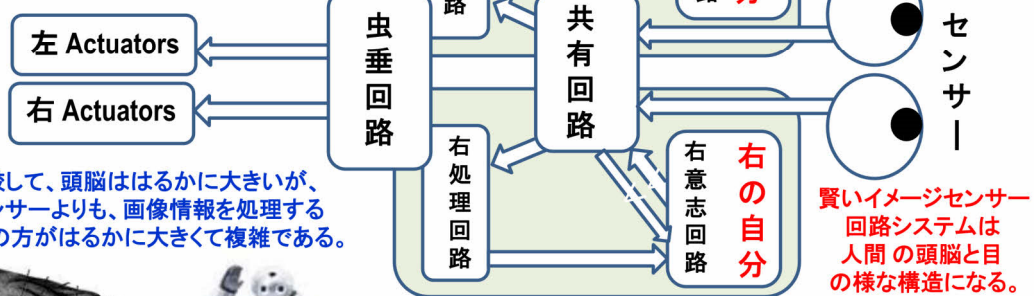 左 Actuators
右 Actuators
虫垂回路
路
共有回路
センサー
右処理回路
右意志回路
右の自分
較して、頭脳ははるかに大きいが、
ンサーよりも、画像情報を処理する
の方がはるかに大きくて複雑である。
賢いイメージセンサー
回路システムは
人間 の頭脳と目
の様な構造になる。